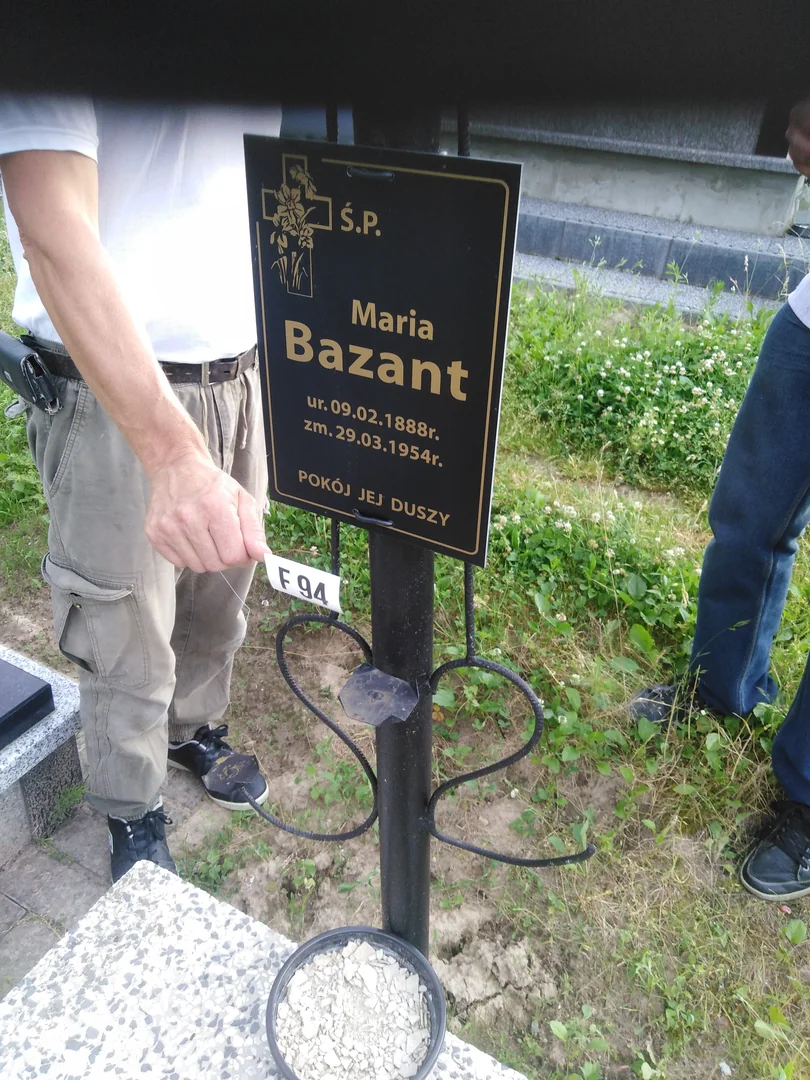 Ś.P.
Maria
Bazant
ur. 09.02.1888r.
zm. 29.03.1954r.
POKÓJ JEJ DUSZY
F 94